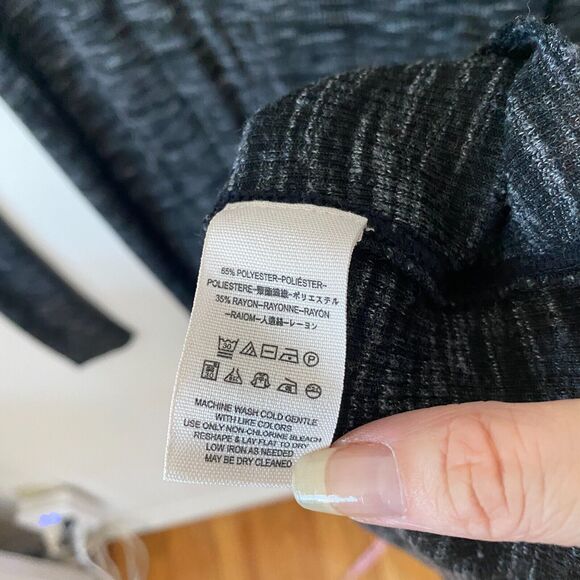 65% POLYESTER-POLIÉSTER-
POLIESTERE-聚酯纖維-ポリエステル
35% RAYON-RAYONNE-RAYON
-RAIOM-人造絲-レーヨン
30
P
MACHINE WASH COLD GENTLE
WITH LIKE COLORS
USE ONLY NON-CHLORINE BLEACH
RESHAPE & LAY FLAT TO DRY
LOW IRON AS NEEDED
MAY BE DRY CLEANED